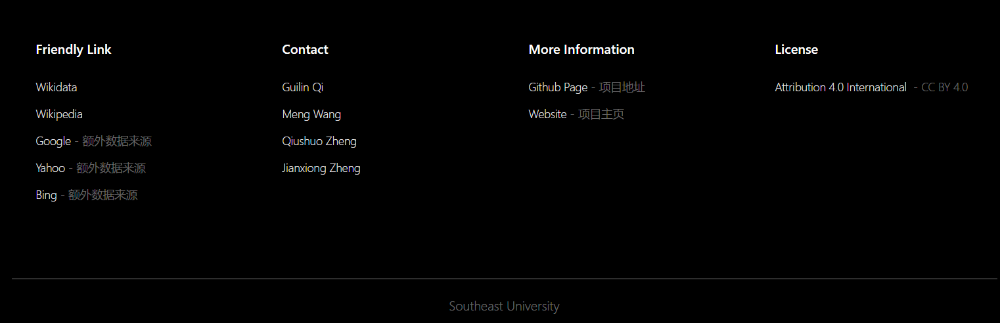 Friendly Link
Wikidata
Wikipedia
Google - 额外数据来源
Yahoo - 额外数据来源
Bing - 额外数据来源
Contact
Guilin Qi
Meng Wang
Qiushuo Zheng
Jianxiong Zheng
More Information
Github Page - 项目地址
Website - 项目主页
License
Attribution 4.0 International - CC BY 4.0
Southeast University